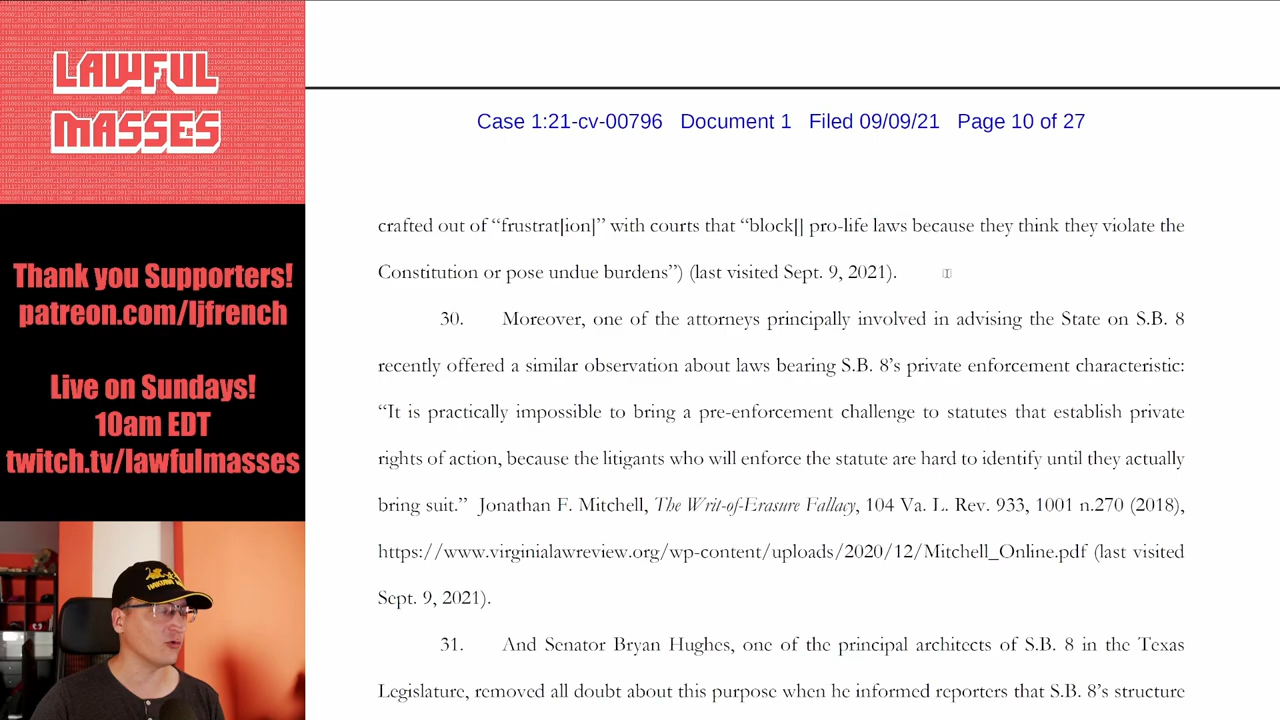 LAWFUL
MASSES
Thank you Supporters!
patreon.com/ljfrench
Live on Sundays!
10am EDT
twitch.tv/lawfulmasses
Case 1:21-cv-00796 Document 1 Filed 09/09/21 Page 10 of 27
crafted out of “frustrat[ion]” with courts that “block[] pro-life laws because they think they violate the
Constitution or pose undue burdens”) (last visited Sept. 9, 2021).
30. Moreover, one of the attorneys principally involved in advising the State on S.B. 8
recently offered a similar observation about laws bearing S.B. 8’s private enforcement characteristic:
“It is practically impossible to bring a pre-enforcement challenge to statutes that establish private
rights of action, because the litigants who will enforce the statute are hard to identify until they actually
bring suit.” Jonathan F. Mitchell, The Writ-of-Erasure Fallacy, 104 Va. L. Rev. 933, 1001 n.270 (2018),
https://www.virginialawreview.org/wp-content/uploads/2020/12/Mitchell_Online.pdf (last visited
Sept. 9, 2021).
31. And Senator Bryan Hughes, one of the principal architects of S.B. 8 in the Texas
Legislature, removed all doubt about this purpose when he informed reporters that S.B. 8’s structure